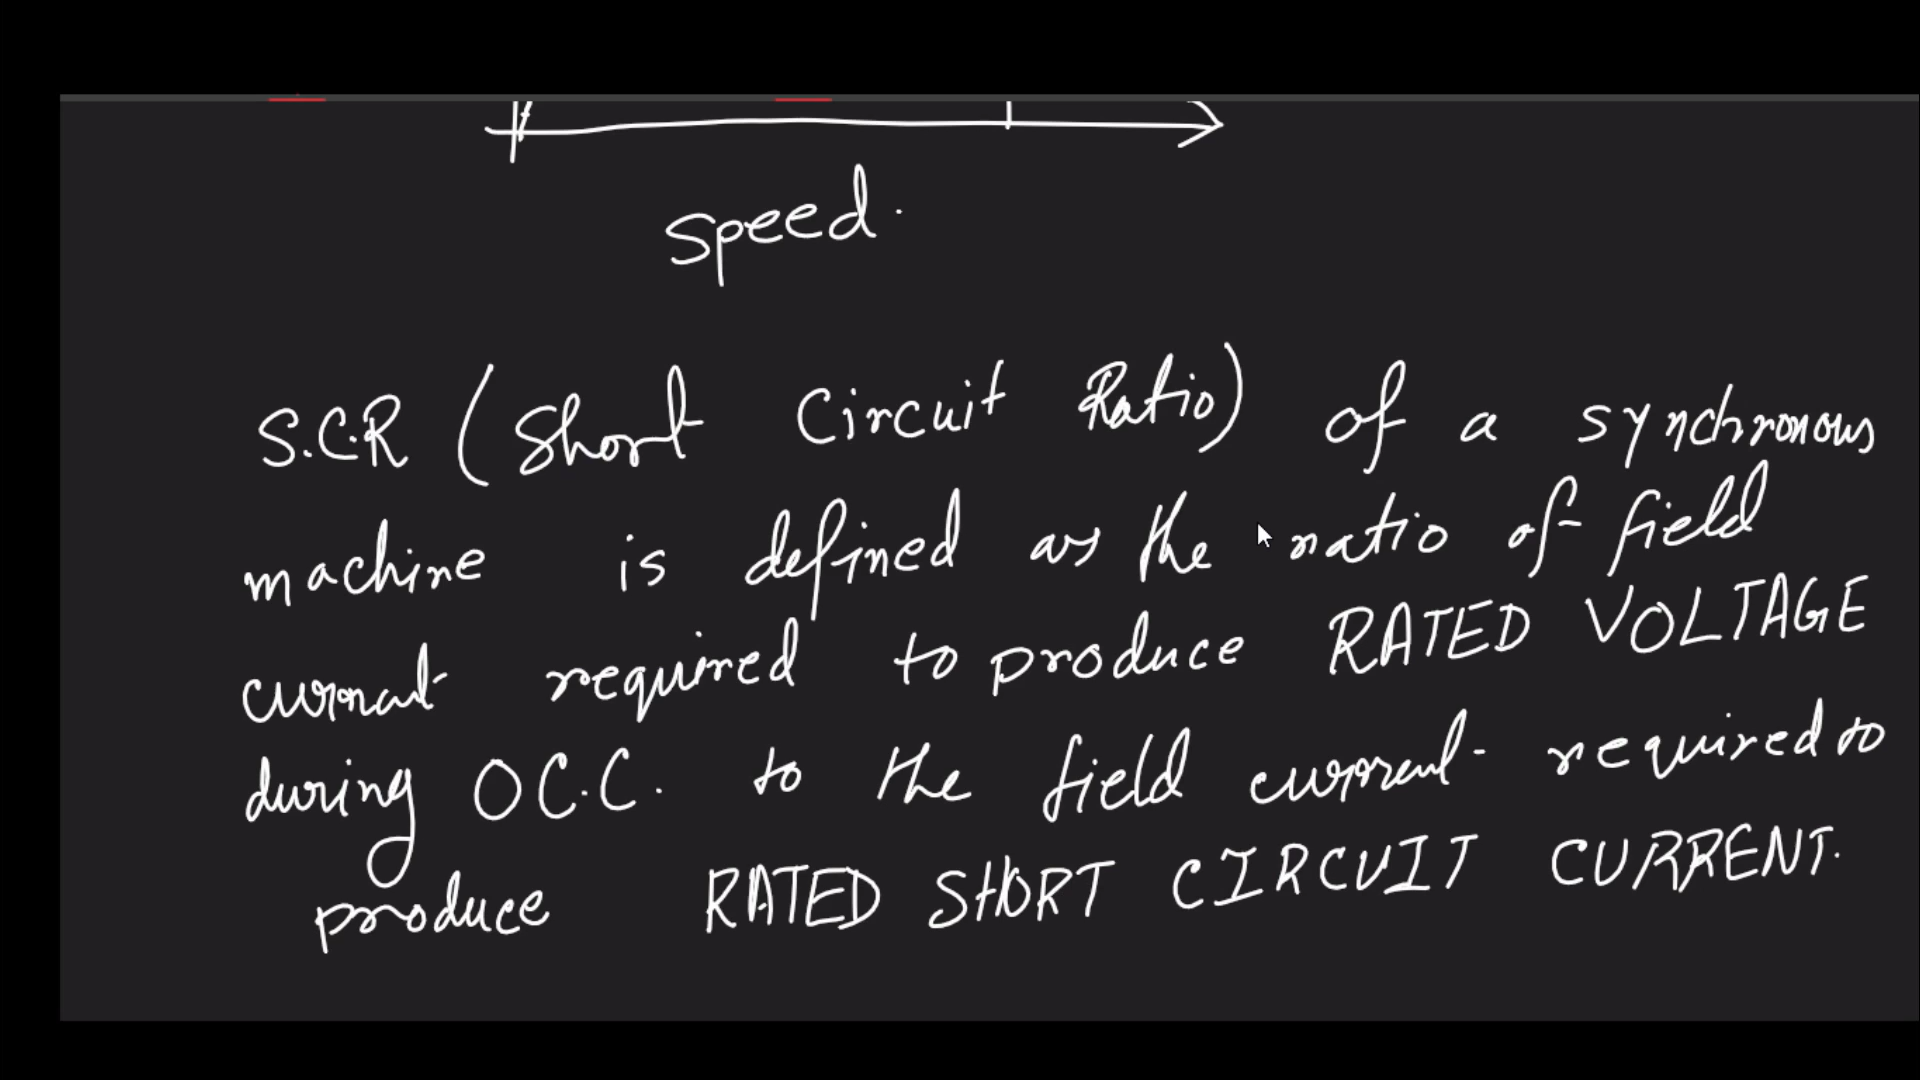 Speed.
S.C.R (Short Circuit Ratio) of a synchronous
machine is defined as the ratio of field
current required to produce RATED VOLTAGE
during O.C.C. to the field current required to
produce RATED SHORT CIRCUIT CURRENT.